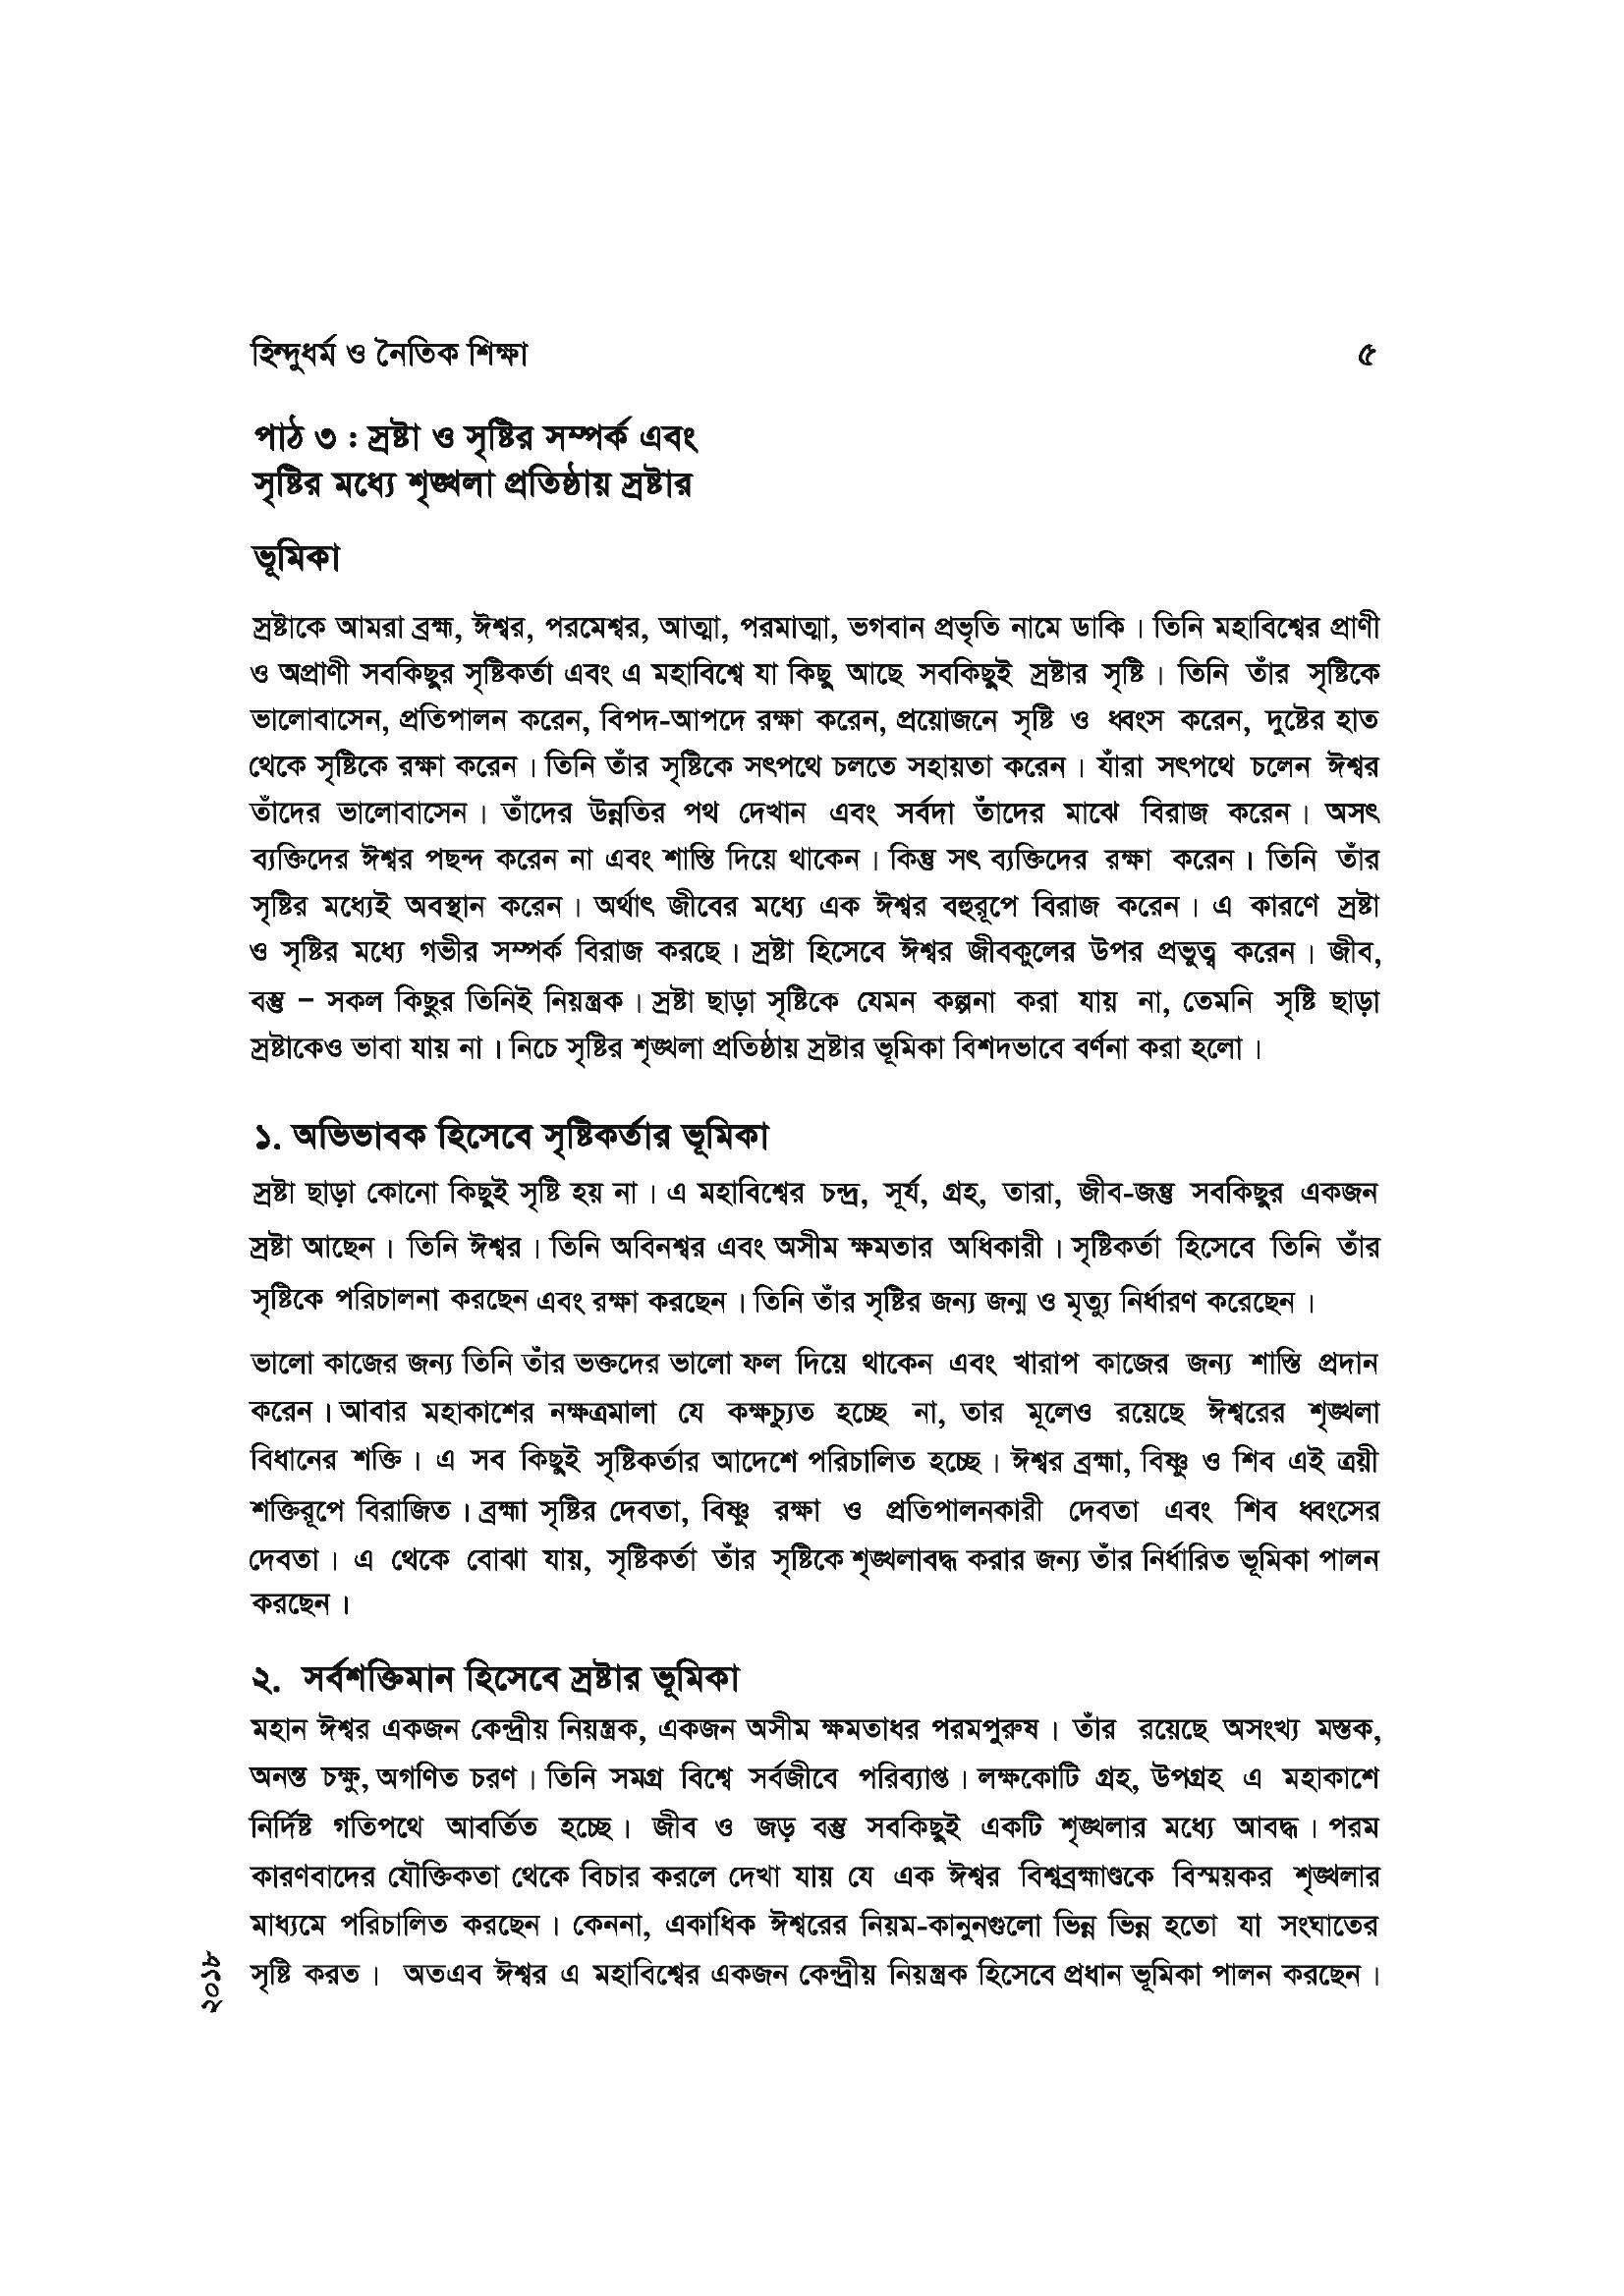 হিন্দুধর্ম ও নৈতিক শিক্ষা ৫
পাঠ ৩ : স্রষ্টা ও সৃষ্টির সম্পর্ক এবং
সৃষ্টির মধ্যে শৃঙ্খলা প্রতিষ্ঠায় স্রষ্টার
ভূমিকা
স্রষ্টাকে আমরা ব্রহ্ম, ঈশ্বর, পরমেশ্বর, আত্মা, পরমাত্মা, ভগবান প্রভৃতি নামে ডাকি। তিনি মহাবিশ্বের প্রাণী
ও অপ্রাণী সবকিছুর সৃষ্টিকর্তা এবং এ মহাবিশ্বে যা কিছু আছে সবকিছুই স্রষ্টার সৃষ্টি। তিনি তাঁর সৃষ্টিকে
ভালোবাসেন, প্রতিপালন করেন, বিপদ-আপদে রক্ষা করেন, প্রয়োজনে সৃষ্টি ও ধ্বংস করেন, দুষ্টের হাত
থেকে সৃষ্টিকে রক্ষা করেন। তিনি তাঁর সৃষ্টিকে সৎপথে চলতে সহায়তা করেন। যাঁরা সৎপথে চলেন ঈশ্বর
তাঁদের ভালোবাসেন। তাঁদের উন্নতির পথ দেখান এবং সর্বদা তাঁদের মাঝে বিরাজ করেন। অসৎ
ব্যক্তিদের ঈশ্বর পছন্দ করেন না এবং শাস্তি দিয়ে থাকেন। কিন্তু সৎ ব্যক্তিদের রক্ষা করেন। তিনি তাঁর
সৃষ্টির মধ্যেই অবস্থান করেন। অর্থাৎ জীবের মধ্যে এক ঈশ্বর বহুরূপে বিরাজ করেন। এ কারণে স্রষ্টা
ও সৃষ্টির মধ্যে গভীর সম্পর্ক বিরাজ করছে। স্রষ্টা হিসেবে ঈশ্বর জীবকুলের উপর প্রভুত্ব করেন। জীব,
বস্তু – সকল কিছুর তিনিই নিয়ন্ত্রক। স্রষ্টা ছাড়া সৃষ্টিকে যেমন কল্পনা করা যায় না, তেমনি সৃষ্টি ছাড়া
স্রষ্টাকেও ভাবা যায় না। নিচে সৃষ্টির শৃঙ্খলা প্রতিষ্ঠায় স্রষ্টার ভূমিকা বিশদভাবে বর্ণনা করা হলো।
১. অভিভাবক হিসেবে সৃষ্টিকর্তার ভূমিকা
স্রষ্টা ছাড়া কোনো কিছুই সৃষ্টি হয় না। এ মহাবিশ্বের চন্দ্র, সূর্য, গ্রহ, তারা, জীব-জন্তু সবকিছুর একজন
স্রষ্টা আছেন। তিনি ঈশ্বর। তিনি অবিনশ্বর এবং অসীম ক্ষমতার অধিকারী। সৃষ্টিকর্তা হিসেবে তিনি তাঁর
সৃষ্টিকে পরিচালনা করছেন এবং রক্ষা করছেন। তিনি তাঁর সৃষ্টির জন্য জন্ম ও মৃত্যু নির্ধারণ করেছেন।
ভালো কাজের জন্য তিনি তাঁর ভক্তদের ভালো ফল দিয়ে থাকেন এবং খারাপ কাজের জন্য শাস্তি প্রদান
করেন। আবার মহাকাশের নক্ষত্রমালা যে কক্ষচ্যুত হচ্ছে না, তার মূলেও রয়েছে ঈশ্বরের শৃঙ্খলা
বিধানের শক্তি। এ সব কিছুই সৃষ্টিকর্তার আদেশে পরিচালিত হচ্ছে। ঈশ্বর ব্রহ্মা, বিষ্ণু ও শিব এই ত্রয়ী
শক্তিরূপে বিরাজিত। ব্রহ্মা সৃষ্টির দেবতা, বিষ্ণু রক্ষা ও প্রতিপালনকারী দেবতা এবং শিব ধ্বংসের
দেবতা। এ থেকে বোঝা যায়, সৃষ্টিকর্তা তাঁর সৃষ্টিকে শৃঙ্খলাবদ্ধ করার জন্য তাঁর নির্ধারিত ভূমিকা পালন
করছেন।
২. সর্বশক্তিমান হিসেবে স্রষ্টার ভূমিকা
মহান ঈশ্বর একজন কেন্দ্রীয় নিয়ন্ত্রক, একজন অসীম ক্ষমতাধর পরমপুরুষ। তাঁর রয়েছে অসংখ্য মস্তক,
অনন্ত চক্ষু, অগণিত চরণ। তিনি সমগ্র বিশ্বে সর্বজীবে পরিব্যাপ্ত। লক্ষকোটি গ্রহ, উপগ্রহ এ মহাকাশে
নির্দিষ্ট গতিপথে আবর্তিত হচ্ছে। জীব ও জড় বস্তু সবকিছুই একটি শৃঙ্খলার মধ্যে আবদ্ধ। পরম
কারণবাদের যৌক্তিকতা থেকে বিচার করলে দেখা যায় যে এক ঈশ্বর বিশ্বব্রহ্মাণ্ডকে বিস্ময়কর শৃঙ্খলার
মাধ্যমে পরিচালিত করছেন। কেননা, একাধিক ঈশ্বরের নিয়ম-কানুনগুলো ভিন্ন ভিন্ন হতো যা সংঘাতের
সৃষ্টি করত। অতএব ঈশ্বর এ মহাবিশ্বের একজন কেন্দ্রীয় নিয়ন্ত্রক হিসেবে প্রধান ভূমিকা পালন করছেন।
২০১৮